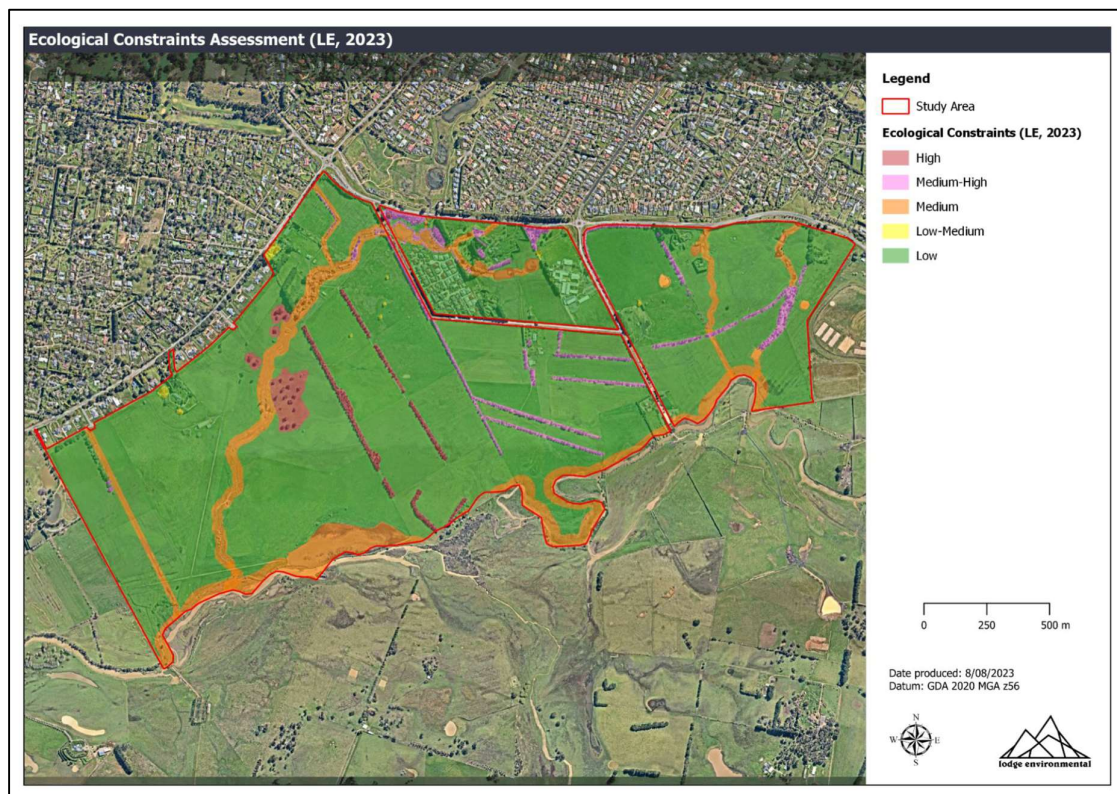 Ecological Constraints Assessment (LE, 2023)
Legend
Study Area
Ecological Constraints (LE, 2023)
High
Medium-High
Medium
Low-Medium
Low
0 250 500 m
Date produced: 8/08/2023
Datum: GDA 2020 MGA z56
N
W E
S
lodge environmental